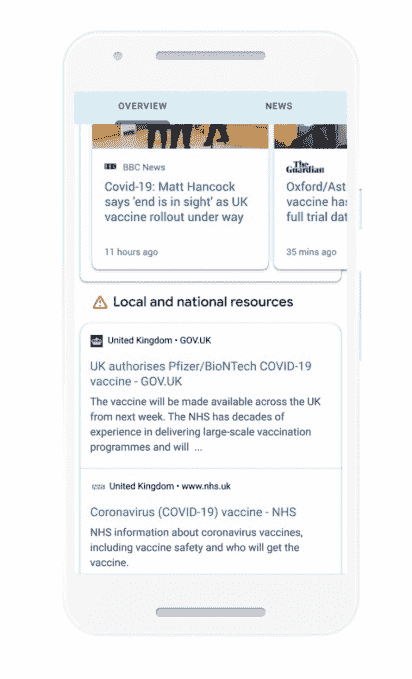 OVERVIEW NEWS
BBC BBC News
Covid-19: Matt Hancock
says 'end is in sight' as UK
vaccine rollout under way
11 hours ago
The
Guardian
Oxford/Ast
vaccine has
full trial dat
35 mins ago
Local and national resources
United Kingdom • GOV.UK
UK authorises Pfizer/BioNTech COVID-19
vaccine - GOV.UK
The vaccine will be made available across the UK
from next week. The NHS has decades of
experience in delivering large-scale vaccination
programmes and will ...
NHS United Kingdom • www.nhs.uk
Coronavirus (COVID-19) vaccine - NHS
NHS information about coronavirus vaccines,
including vaccine safety and who will get the
vaccine.